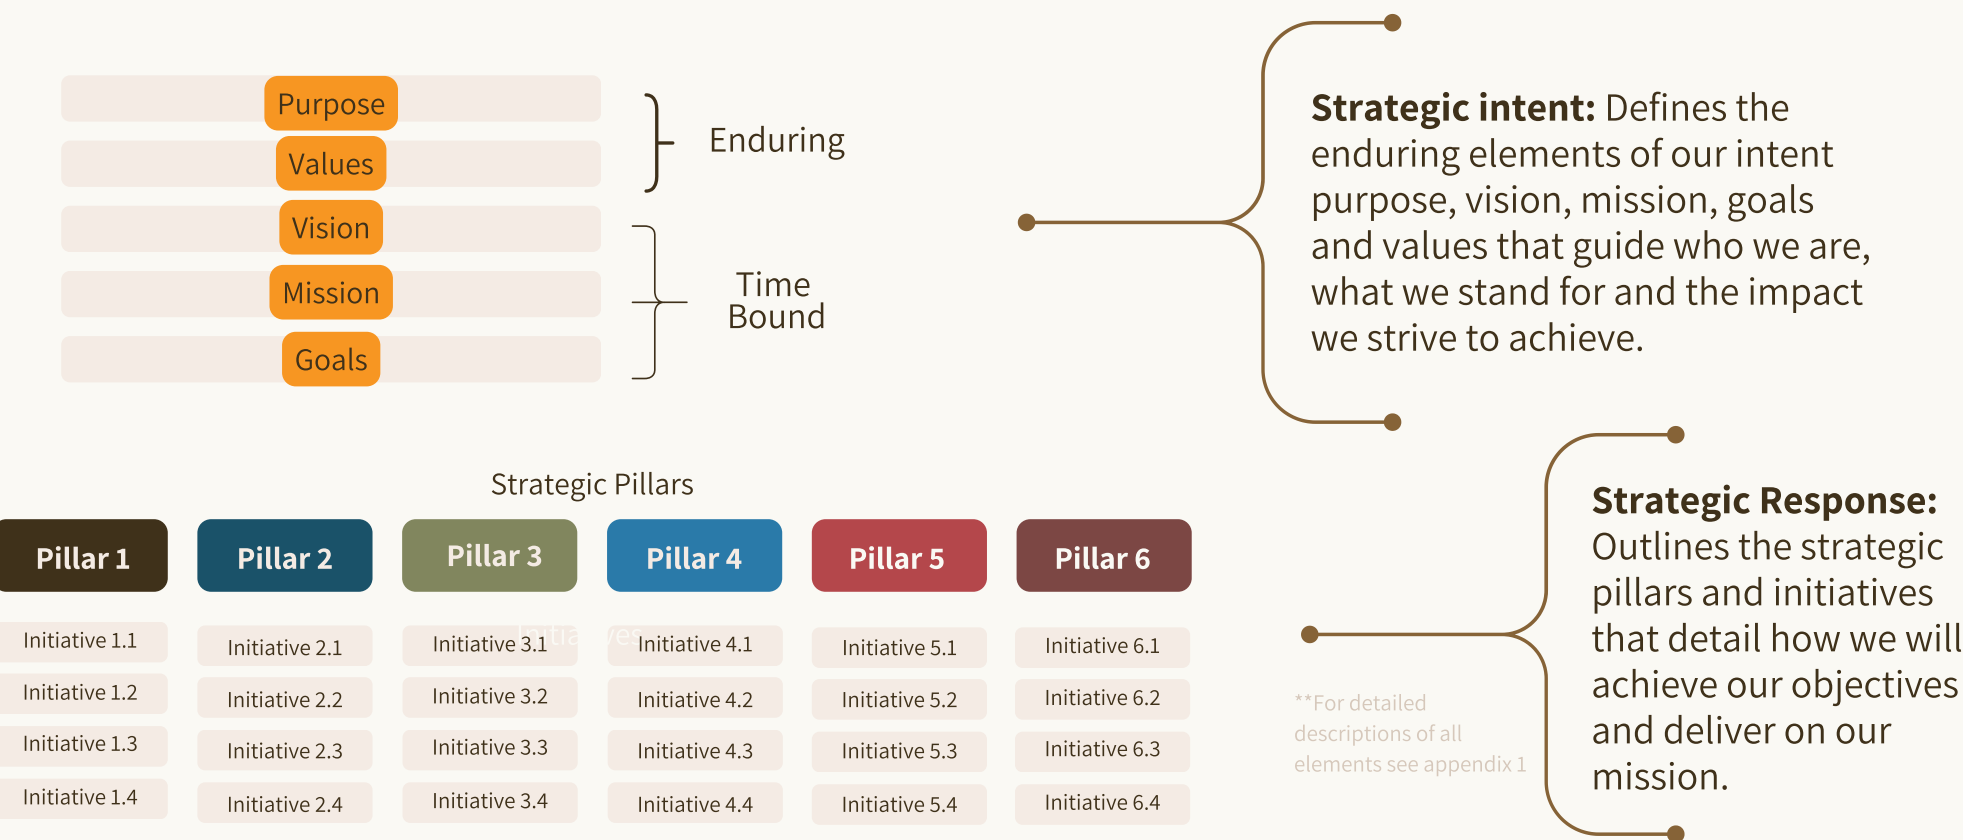 Purpose
Values
Vision
Mission
Goals
Enduring
Time
Bound
Strategic intent: Defines the
enduring elements of our intent
purpose, vision, mission, goals
and values that guide who we are,
what we stand for and the impact
we strive to achieve.
Strategic Pillars
Pillar 1
Pillar 2
Pillar 3
Pillar 4
Pillar 5
Pillar 6
Initiatives
Initiative 1.1
Initiative 2.1
Initiative 3.1
Initiative 4.1
Initiative 5.1
Initiative 6.1
Initiative 1.2
Initiative 2.2
Initiative 3.2
Initiative 4.2
Initiative 5.2
Initiative 6.2
Initiative 1.3
Initiative 2.3
Initiative 3.3
Initiative 4.3
Initiative 5.3
Initiative 6.3
Initiative 1.4
Initiative 2.4
Initiative 3.4
Initiative 4.4
Initiative 5.4
Initiative 6.4
Strategic Response:
Outlines the strategic
pillars and initiatives
that detail how we will
achieve our objectives
and deliver on our
mission.
**For detailed
descriptions of all
elements see appendix 1